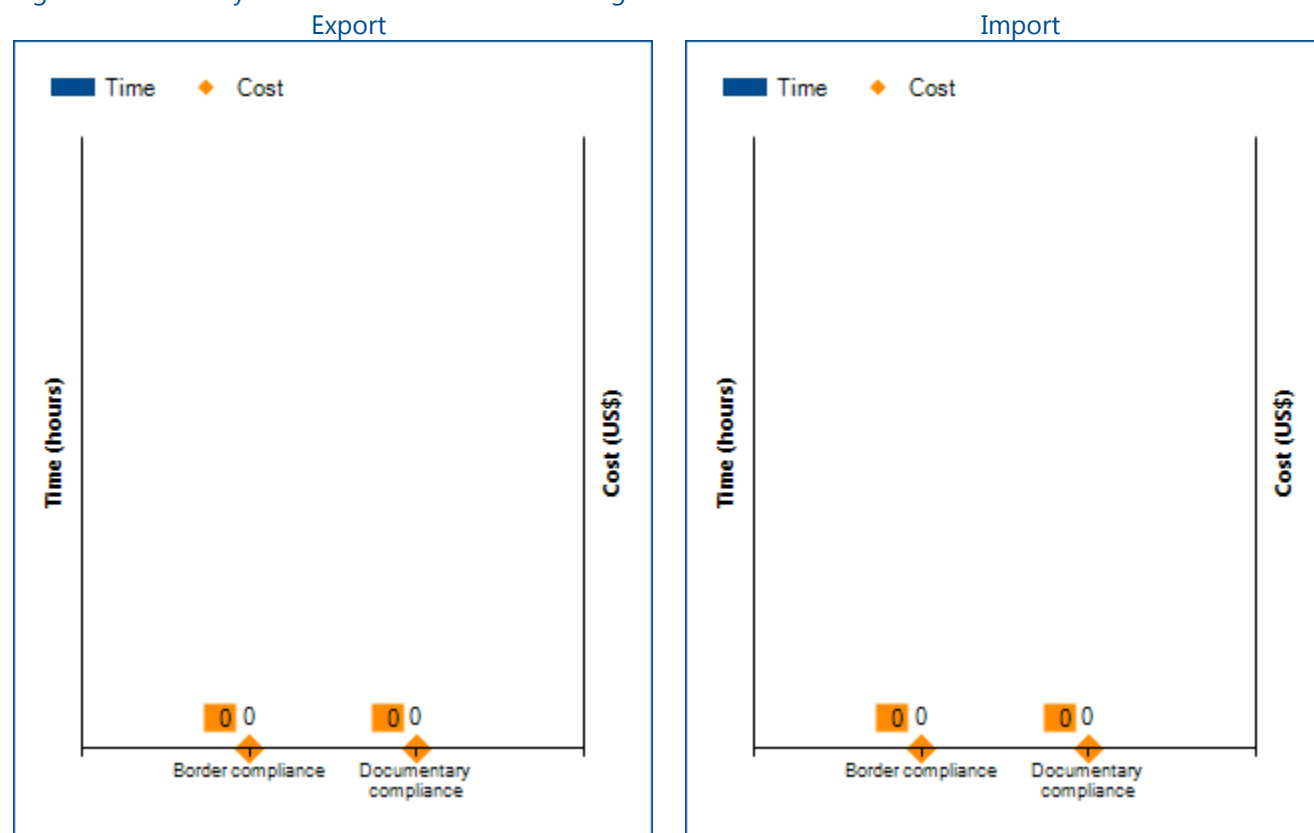 Export
Time Cost
Time (hours)
Cost (US$)
0 0
0 0
Border compliance
Documentary
compliance
Import
Time Cost
Time (hours)
Cost (US$)
0 0
0 0
Border compliance
Documentary
compliance